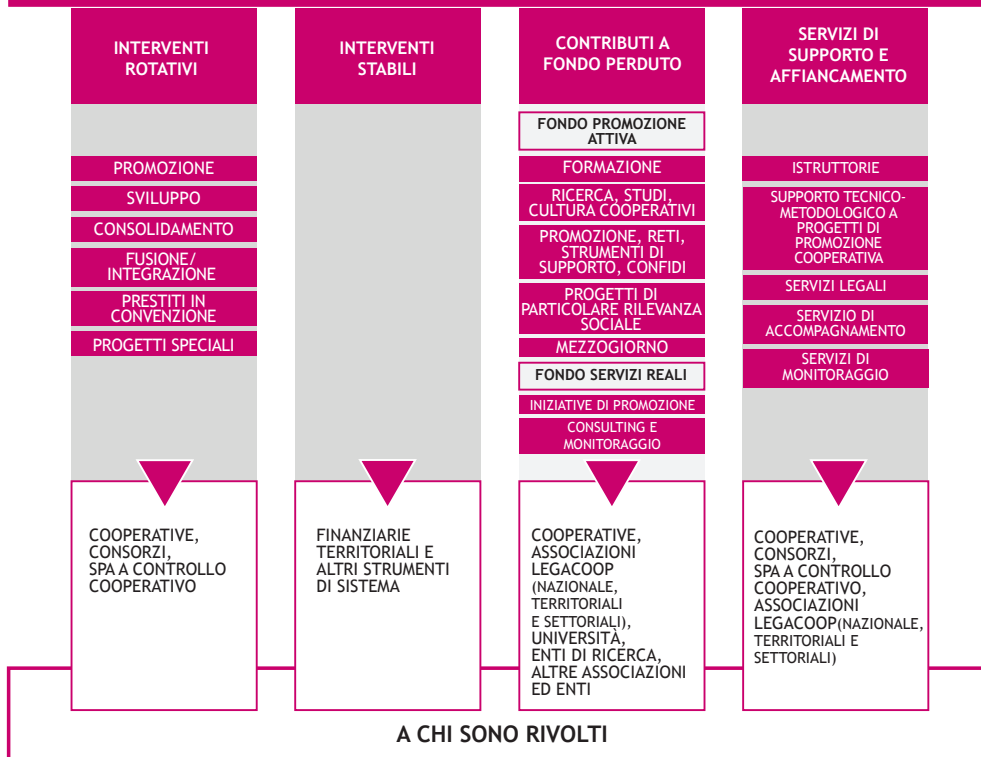 INTERVENTI
ROTATIVI
PROMOZIONE
SVILUPPO
CONSOLIDAMENTO
FUSIONE/
INTEGRAZIONE
PRESTITI IN
CONVENZIONE
PROGETTI SPECIALI
COOPERATIVE,
CONSORZI,
SPA A CONTROLLO
COOPERATIVO
INTERVENTI
STABILI
FINANZIARIE
TERRITORIALI E
ALTRI STRUMENTI
DI SISTEMA
CONTRIBUTI A
FONDO PERDUTO
FONDO PROMOZIONE
ATTIVA
FORMAZIONE
RICERCA, STUDI,
CULTURA COOPERATIVI
PROMOZIONE, RETI,
STRUMENTI DI
SUPPORTO, CONFIDI
PROGETTI DI
PARTICOLARE RILEVANZA
SOCIALE
MEZZOGIORNO
FONDO SERVIZI REALI
INIZIATIVE DI PROMOZIONE
CONSULTING E
MONITORAGGIO
COOPERATIVE,
ASSOCIAZIONI
LEGACOOP
(NAZIONALE,
TERRITORIALI
E SETTORIALI),
UNIVERSITÀ,
ENTI DI RICERCA,
ALTRE ASSOCIAZIONI
ED ENTI
SERVIZI DI
SUPPORTO E
AFFIANCAMENTO
ISTRUTTORIE
SUPPORTO TECNICO-
METODOLOGICO A
PROGETTI DI
PROMOZIONE
COOPERATIVA
SERVIZI LEGALI
SERVIZIO DI
ACCOMPAGNAMENTO
SERVIZI DI
MONITORAGGIO
COOPERATIVE,
CONSORZI,
SPA A CONTROLLO
COOPERATIVO,
ASSOCIAZIONI
LEGACOOP(NAZIONALE,
TERRITORIALI E
SETTORIALI)
A CHI SONO RIVOLTI